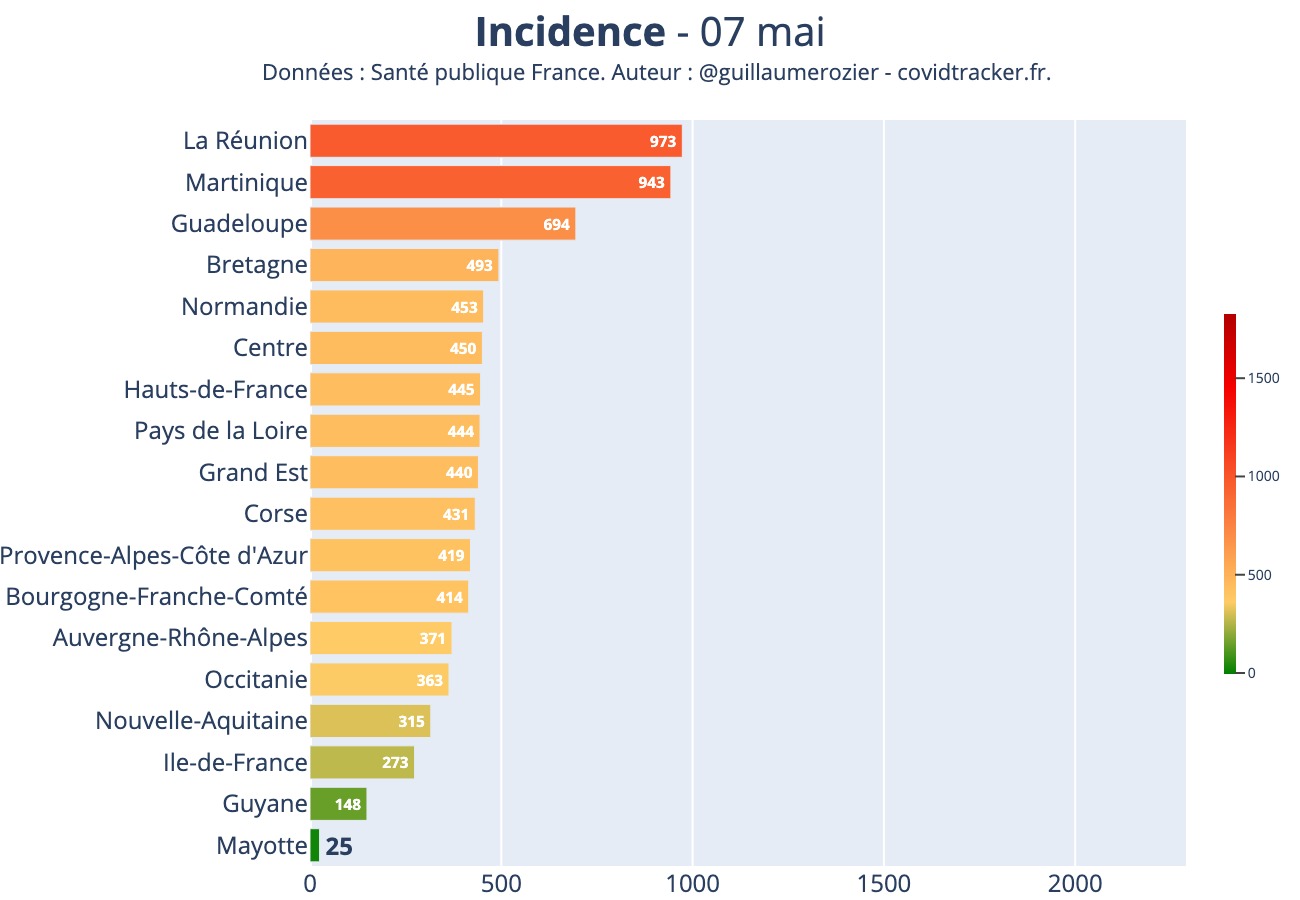 Incidence - 07 mai
Données : Santé publique France. Auteur : @guillaumerozier - covidtracker.fr.
La Réunion 973
Martinique 943
Guadeloupe 694
Bretagne 493
Normandie 453
Centre 450
Hauts-de-France 445
Pays de la Loire 444
Grand Est 440
Corse 431
Provence-Alpes-Côte d'Azur 419
Bourgogne-Franche-Comté 414
Auvergne-Rhône-Alpes 371
Occitanie 363
Nouvelle-Aquitaine 315
Ile-de-France 273
Guyane 148
Mayotte 25
0 500 1000 1500 2000
1500
1000
500
0